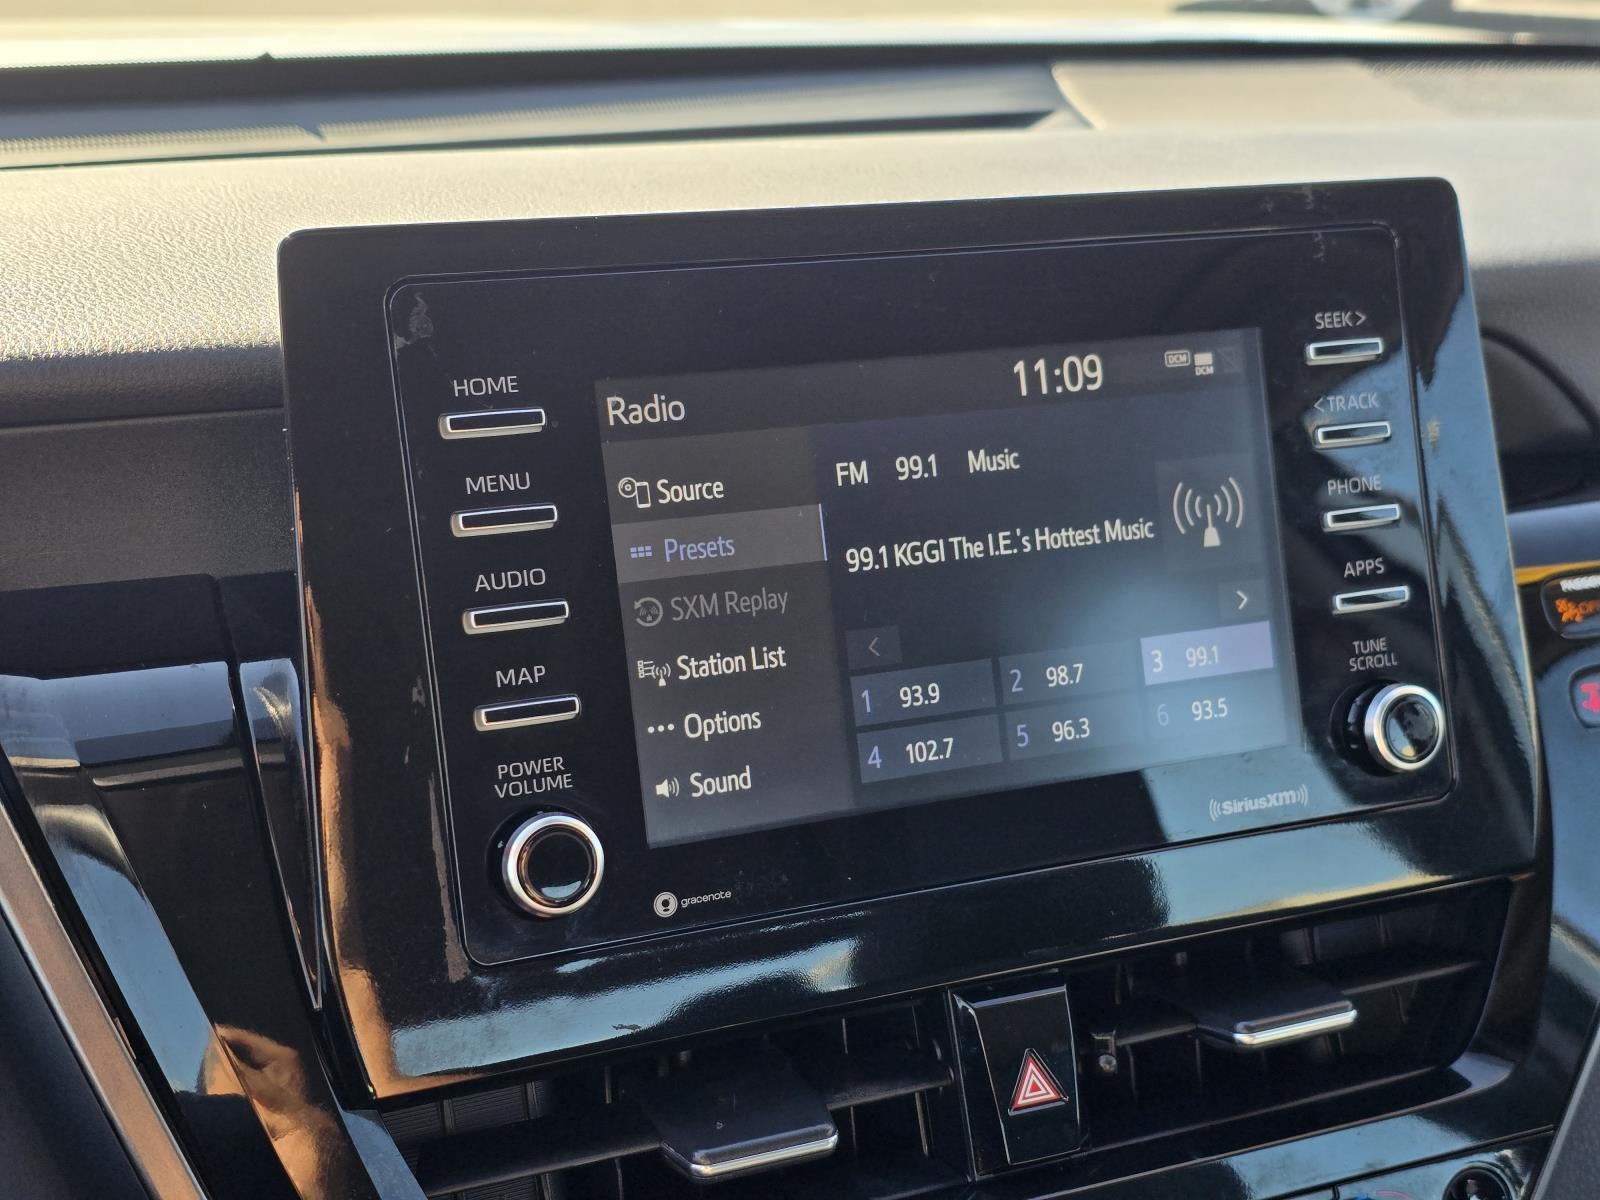 HOME
MENU
AUDIO
MAP
POWER
VOLUME
Radio
11:09
DCM
DCM
Source
Presets
SXM Replay
Station List
Options
Sound
FM 99.1 Music
99.1 KGGI The I.E.'s Hottest Music
<
>
1 93.9
2 98.7
3 99.1
4 102.7
5 96.3
6 93.5
SEEK>
<TRACK
PHONE
APPS
TUNE
SCROLL
gracenote
SiriusXM